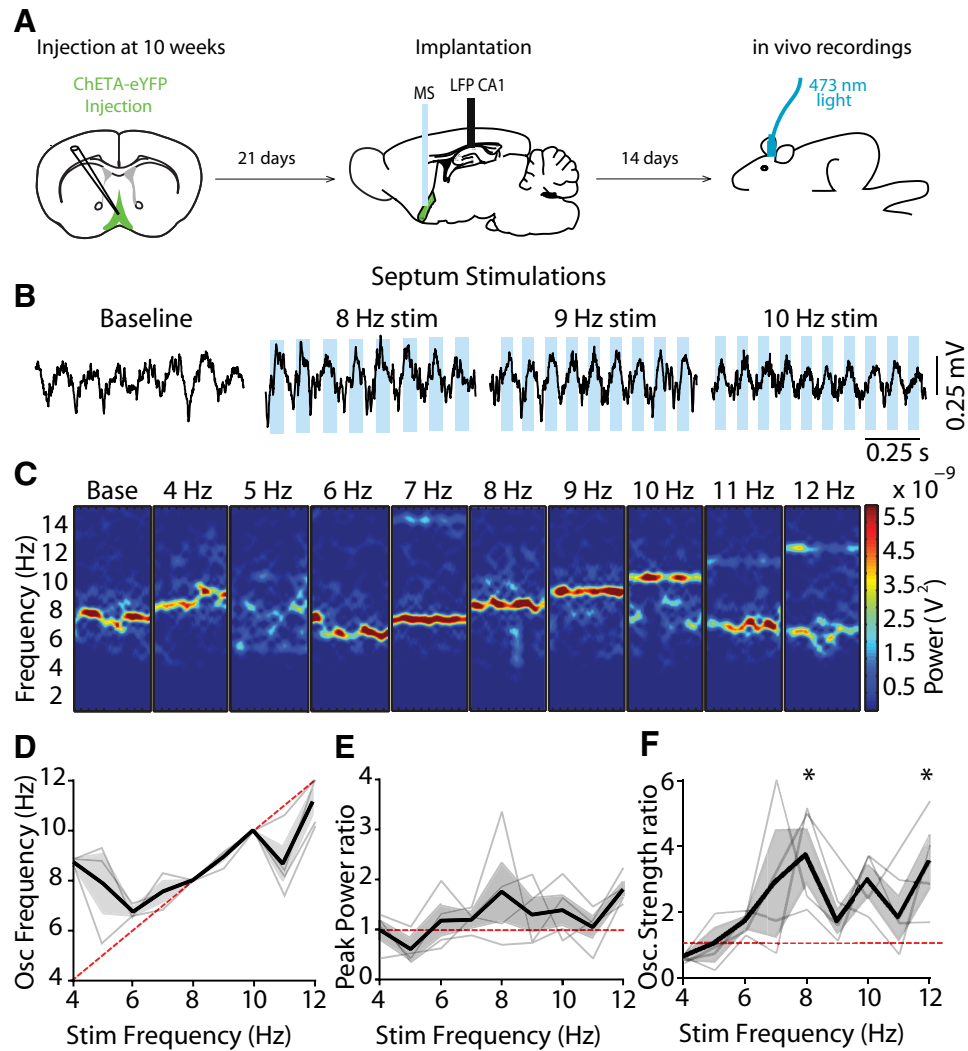 A
Injection at 10 weeks
Implantation
in vivo recordings
ChETA-eYFP
Injection
MS
LFP CA1
473 nm
light
21 days
14 days
Septum Stimulations
B
Baseline
8 Hz stim
9 Hz stim
10 Hz stim
0.25 mV
0.25 s
C
Base
4 Hz
5 Hz
6 Hz
7 Hz
8 Hz
9 Hz
10 Hz
11 Hz
12 Hz
x 10⁻⁹
Frequency (Hz)
14
12
10
8
6
4
2
5.5
4.5
3.5
2.5
1.5
0.5
Power (V²)
D
Osc Frequency (Hz)
12
10
8
6
4
4
6
8
10
12
Stim Frequency (Hz)
E
Peak Power ratio
4
3
2
1
0
4
6
8
10
12
Stim Frequency (Hz)
F
Osc. Strength ratio
6
4
2
0
*
*
4
6
8
10
12
Stim Frequency (Hz)